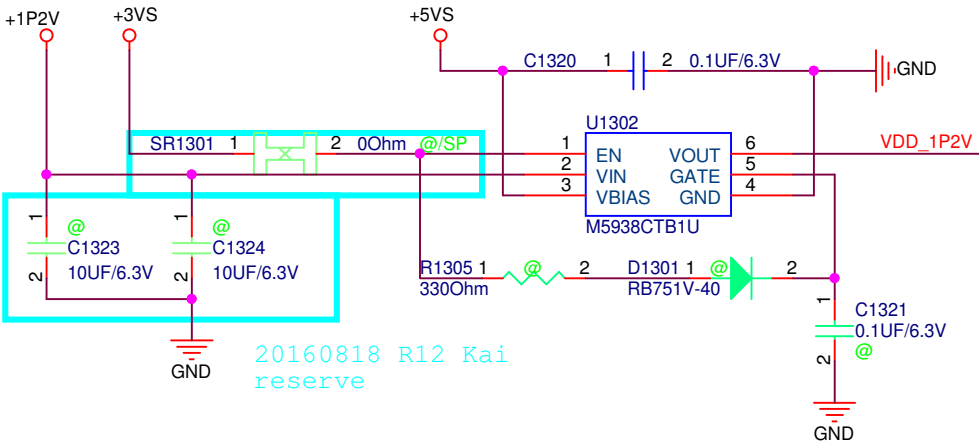 +1P2V
+3VS
+5VS
C1320 1 2 0.1UF/6.3V
GND
U1302
SR1301 1 2 0Ohm @/SP
1 EN VOUT 6 VDD_1P2V
2 VIN GATE 5
3 VBIAS GND 4
M5938CTB1U
1 @ 1 @
C1323 C1324
2 10UF/6.3V 2 10UF/6.3V
R1305 1 @ 2 D1301 1 @ 2
330Ohm RB751V-40
1 C1321
0.1UF/6.3V
2 @
GND
20160818 R12 Kai
reserve
GND